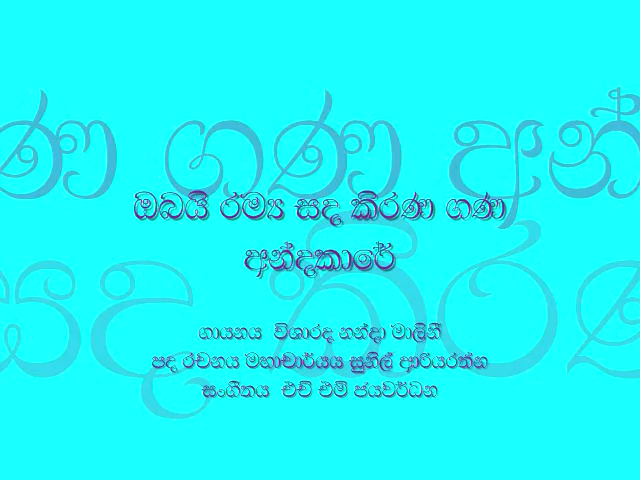 ඔබයි රම්‍ය සඳ කිරණ ගණ
අන්දකාරේ
ගායනය විශාරද නන්දා මාලිනී
පද රචනය මහාචාර්යය සුනිල් ආරියරත්න
සංගීතය එච් එම් ජයවර්ධන